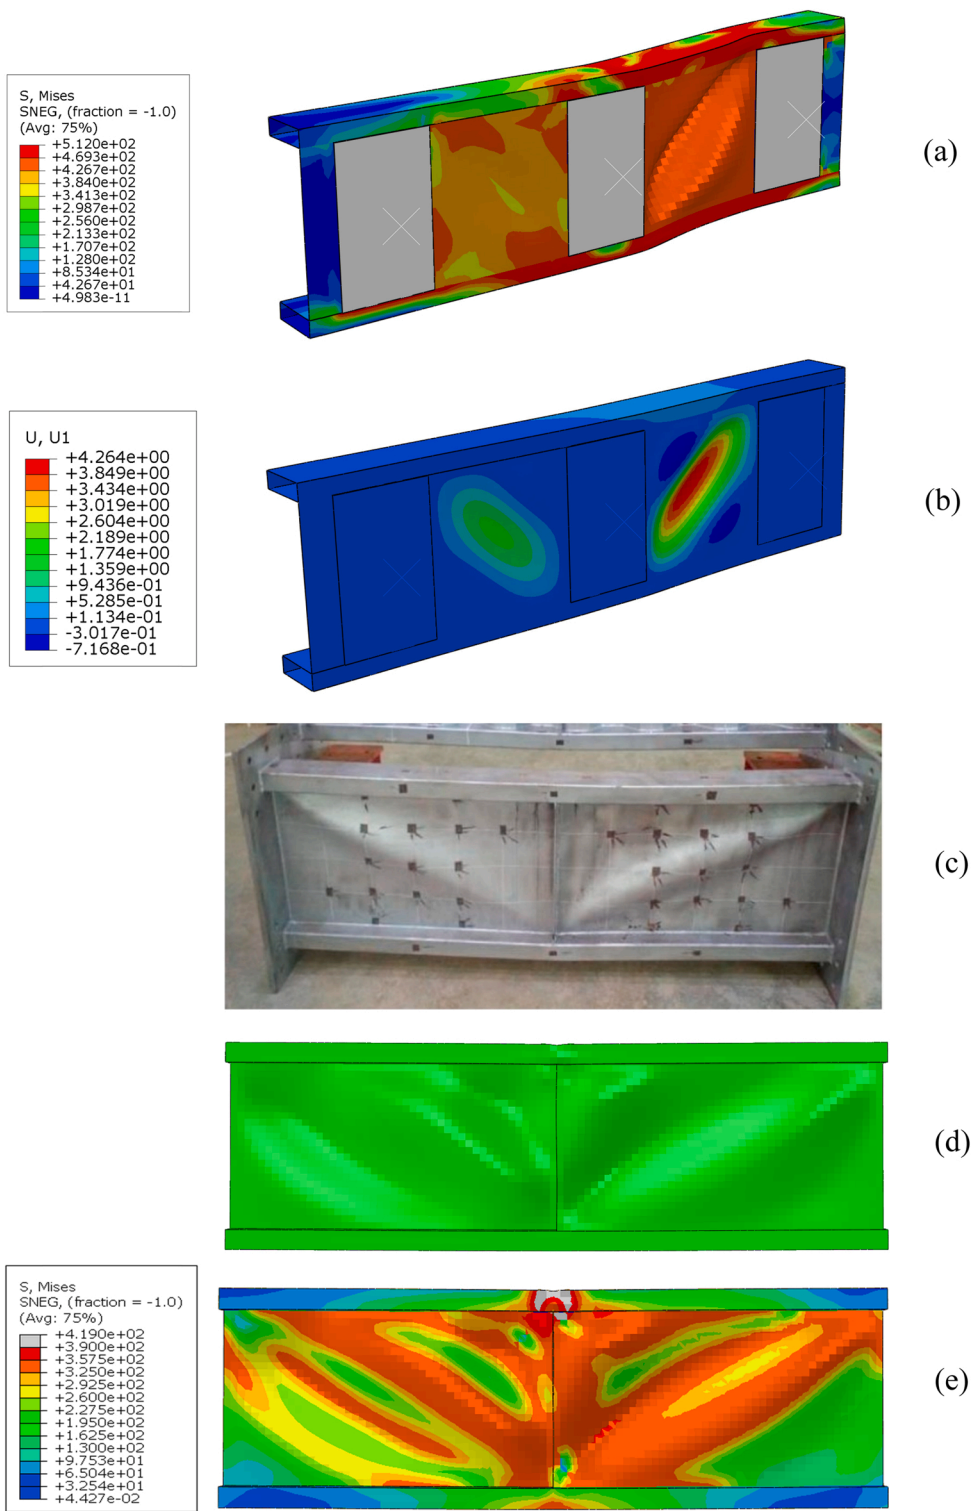 S, Mises
SNEG, (fraction = -1.0)
(Avg: 75%)
+5.120e+02
+4.693e+02
+4.267e+02
+3.840e+02
+3.413e+02
+2.987e+02
+2.560e+02
+2.133e+02
+1.707e+02
+1.280e+02
+8.534e+01
+4.267e+01
+4.983e-11
(a)
U, U1
+4.264e+00
+3.849e+00
+3.434e+00
+3.019e+00
+2.604e+00
+2.189e+00
+1.774e+00
+1.359e+00
+9.436e-01
+5.285e-01
+1.134e-01
-3.017e-01
-7.168e-01
(b)
(c)
(d)
S, Mises
SNEG, (fraction = -1.0)
(Avg: 75%)
+4.190e+02
+3.900e+02
+3.575e+02
+3.250e+02
+2.925e+02
+2.600e+02
+2.275e+02
+1.950e+02
+1.625e+02
+1.300e+02
+9.753e+01
+6.504e+01
+3.254e+01
+4.427e-02
(e)